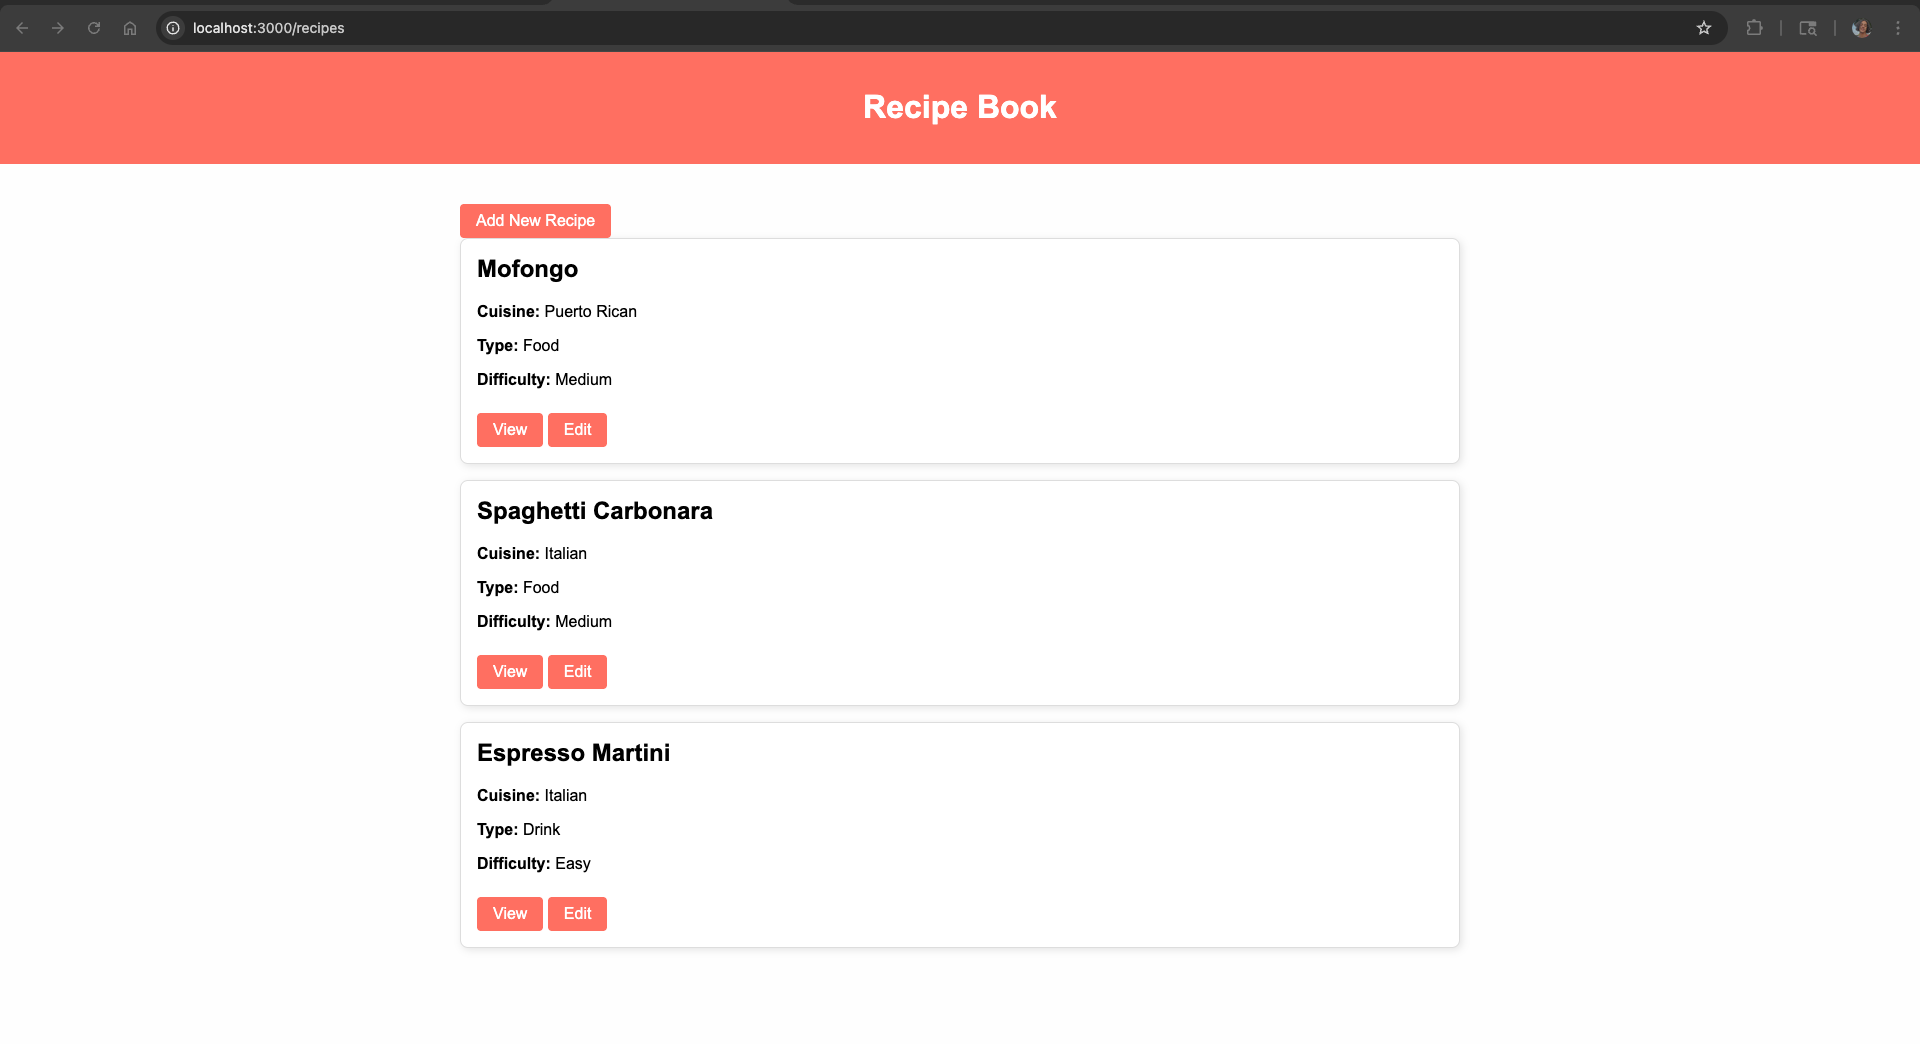 localhost:3000/recipes
Recipe Book
Add New Recipe
Mofongo
Cuisine: Puerto Rican
Type: Food
Difficulty: Medium
View Edit
Spaghetti Carbonara
Cuisine: Italian
Type: Food
Difficulty: Medium
View Edit
Espresso Martini
Cuisine: Italian
Type: Drink
Difficulty: Easy
View Edit